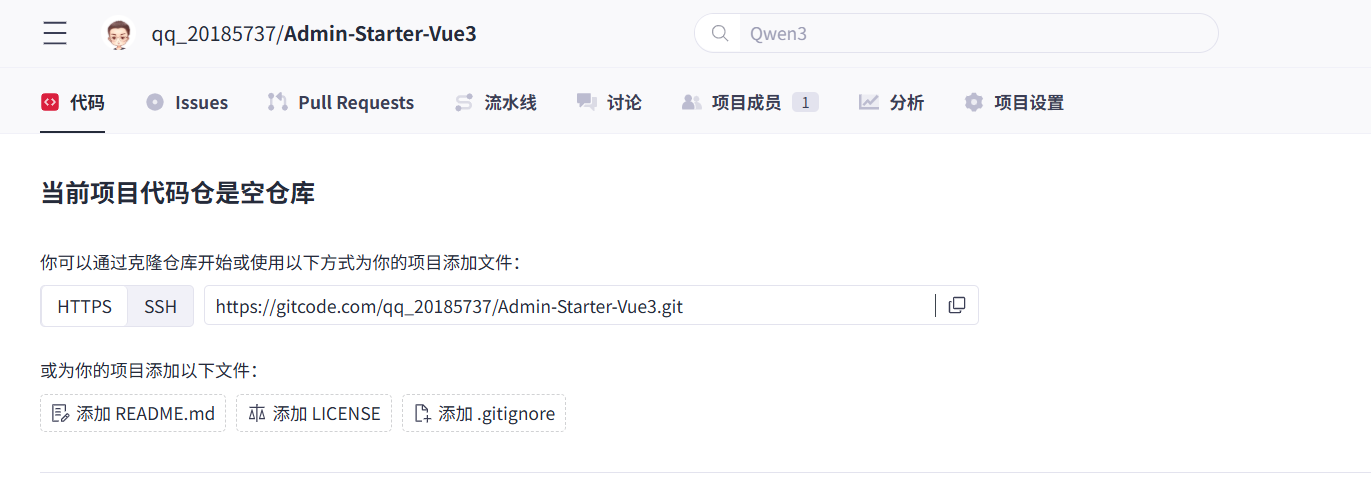 qq_20185737/Admin-Starter-Vue3
Qwen3
代码 Issues Pull Requests 流水线 讨论 项目成员 1 分析 项目设置
当前项目代码仓是空仓库
你可以通过克隆仓库开始或使用以下方式为你的项目添加文件：
HTTPS SSH https://gitcode.com/qq_20185737/Admin-Starter-Vue3.git
或为你的项目添加以下文件：
添加 README.md 添加 LICENSE 添加 .gitignore